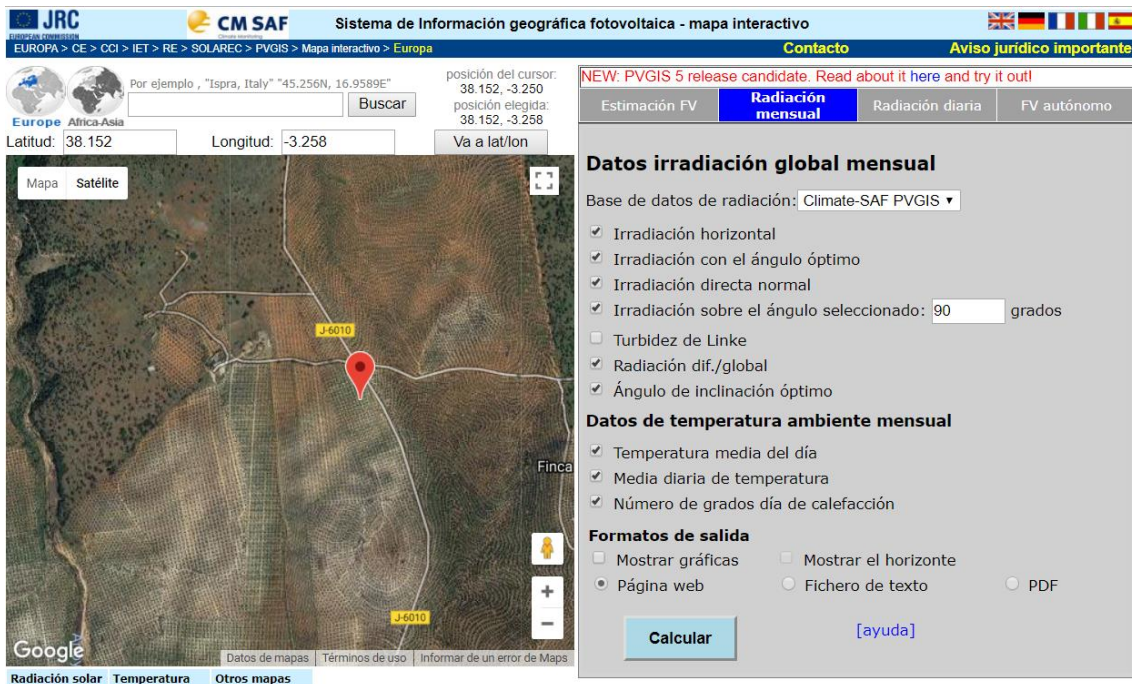 JRC
EUROPEAN COMMISSION
CM SAF
Climate Monitoring
Sistema de Información geográfica fotovoltaica - mapa interactivo
EUROPA > CE > CCI > IET > RE > SOLAREC > PVGIS > Mapa interactivo > Europa
Contacto
Aviso jurídico importante
Europe
Africa-Asia
Por ejemplo , "Ispra, Italy" "45.256N, 16.9589E"
Buscar
posición del cursor:
38.152, -3.250
posición elegida:
38.152, -3.258
Latitud: 38.152
Longitud: -3.258
Va a lat/lon
Mapa
Satélite
J-6010
Finca
J-6010
Google
Datos de mapas
Términos de uso
Informar de un error de Maps
Radiación solar
Temperatura
Otros mapas
NEW: PVGIS 5 release candidate. Read about it here and try it out!
Estimación FV
Radiación
mensual
Radiación diaria
FV autónomo
Datos irradiación global mensual
Base de datos de radiación: Climate-SAF PVGIS
Irradiación horizontal
Irradiación con el ángulo óptimo
Irradiación directa normal
Irradiación sobre el ángulo seleccionado: 90 grados
Turbidez de Linke
Radiación dif./global
Ángulo de inclinación óptimo
Datos de temperatura ambiente mensual
Temperatura media del día
Media diaria de temperatura
Número de grados día de calefacción
Formatos de salida
Mostrar gráficas
Mostrar el horizonte
Página web
Fichero de texto
PDF
Calcular
[ayuda]